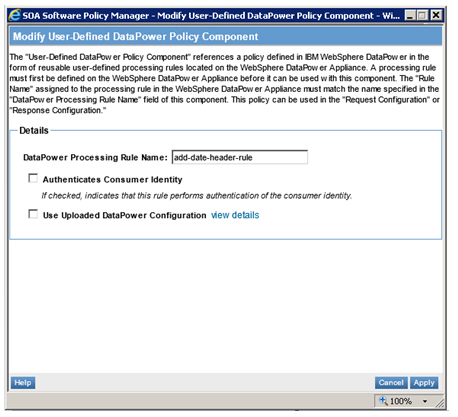 SOA Software Policy Manager - Modify User-Defined DataPower Policy Component - Wi...
Modify User-Defined DataPower Policy Component
The "User-Defined DataPower Policy Component" references a policy defined in IBM WebSphere DataPower in the
form of reusable user-defined processing rules located on the WebSphere DataPower Appliance. A processing rule
must first be defined on the WebSphere DataPower Appliance before it can be used with this component. The "Rule
Name" assigned to the processing rule in the WebSphere DataPower Appliance must match the name specified in the
"DataPower Processing Rule Name" field of this component. This policy can be used in the "Request Configuration" or
"Response Configuration."
Details
DataPower Processing Rule Name: add-date-header-rule
Authenticates Consumer Identity
If checked, indicates that this rule performs authentication of the consumer identity.
Use Uploaded DataPower Configuration view details
Help Cancel Apply
100%